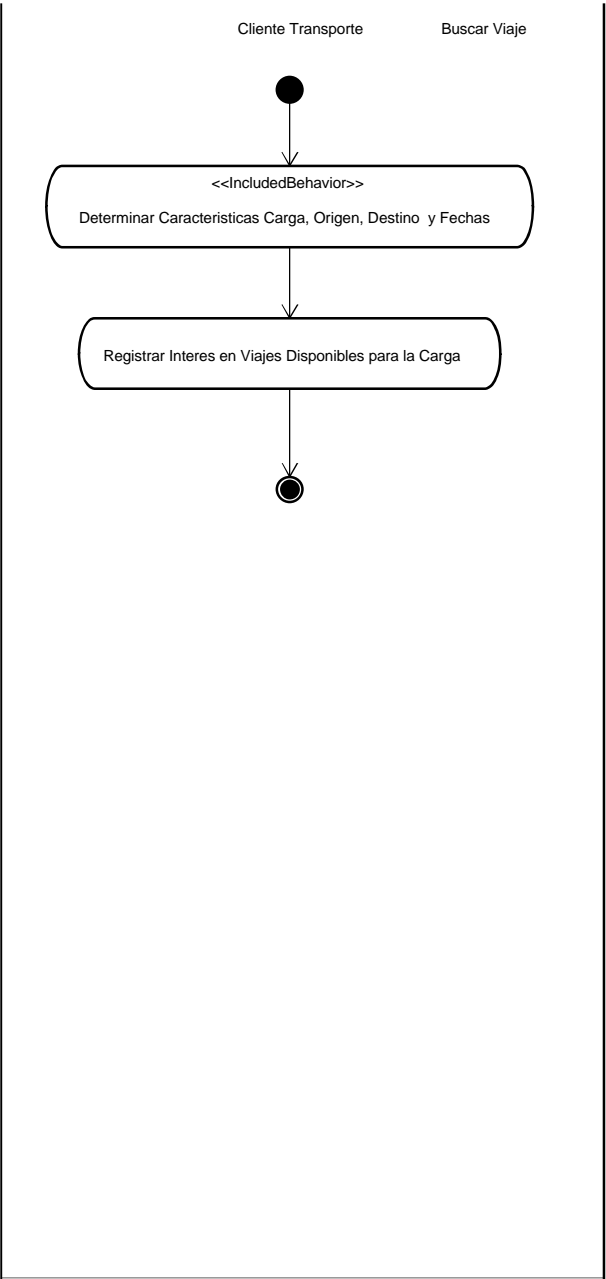 Cliente Transporte Buscar Viaje
<<IncludedBehavior>>
Determinar Caracteristicas Carga, Origen, Destino y Fechas
Registrar Interes en Viajes Disponibles para la Carga